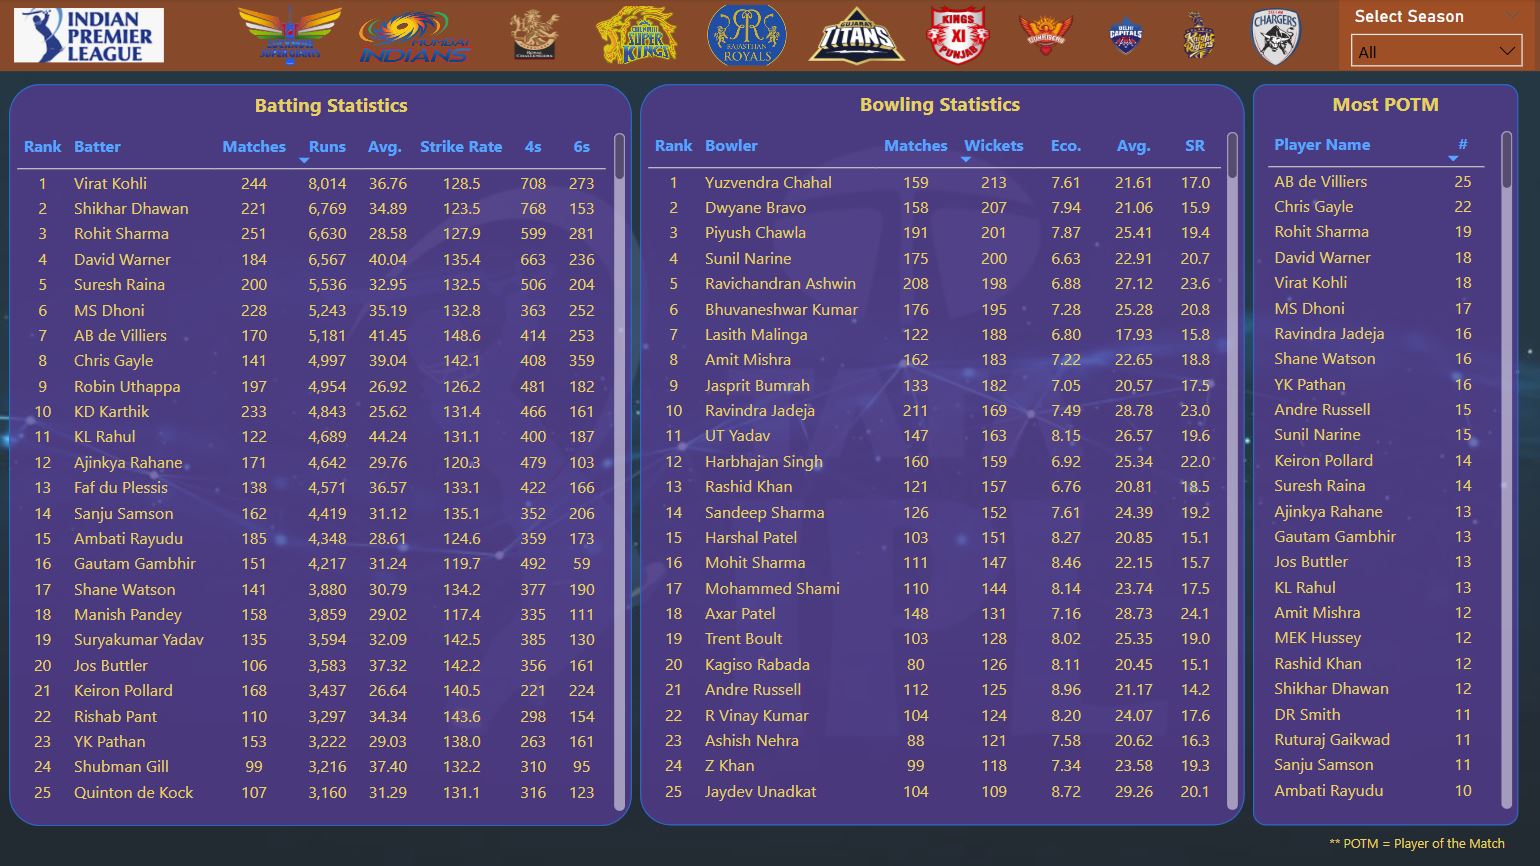 INDIAN
PREMIER
LEAGUE
MUMBAI
INDIANS
SUPER
KINGS
RAJASTHAN
ROYALS
GUJARAT
TITANS
KINGS
XI
PUNJAB
DELHI
CAPITALS
Knight
Riders
CHARGERS
Select Season
All
Batting Statistics
Rank Batter Matches Runs Avg. Strike Rate 4s 6s
1 Virat Kohli 244 8,014 36.76 128.5 708 273
2 Shikhar Dhawan 221 6,769 34.89 123.5 768 153
3 Rohit Sharma 251 6,630 28.58 127.9 599 281
4 David Warner 184 6,567 40.04 135.4 663 236
5 Suresh Raina 200 5,536 32.95 132.5 506 204
6 MS Dhoni 228 5,243 35.19 132.8 363 252
7 AB de Villiers 170 5,181 41.45 148.6 414 253
8 Chris Gayle 141 4,997 39.04 142.1 408 359
9 Robin Uthappa 197 4,954 26.92 126.2 481 182
10 KD Karthik 233 4,843 25.62 131.4 466 161
11 KL Rahul 122 4,689 44.24 131.1 400 187
12 Ajinkya Rahane 171 4,642 29.76 120.3 479 103
13 Faf du Plessis 138 4,571 36.57 133.1 422 166
14 Sanju Samson 162 4,419 31.12 135.1 352 206
15 Ambati Rayudu 185 4,348 28.61 124.6 359 173
16 Gautam Gambhir 151 4,217 31.24 119.7 492 59
17 Shane Watson 141 3,880 30.79 134.2 377 190
18 Manish Pandey 158 3,859 29.02 117.4 335 111
19 Suryakumar Yadav 135 3,594 32.09 142.5 385 130
20 Jos Buttler 106 3,583 37.32 142.2 356 161
21 Keiron Pollard 168 3,437 26.64 140.5 221 224
22 Rishab Pant 110 3,297 34.34 143.6 298 154
23 YK Pathan 153 3,222 29.03 138.0 263 161
24 Shubman Gill 99 3,216 37.40 132.2 310 95
25 Quinton de Kock 107 3,160 31.29 131.1 316 123
Bowling Statistics
Rank Bowler Matches Wickets Eco. Avg. SR
1 Yuzvendra Chahal 159 213 7.61 21.61 17.0
2 Dwyane Bravo 158 207 7.94 21.06 15.9
3 Piyush Chawla 191 201 7.87 25.41 19.4
4 Sunil Narine 175 200 6.63 22.91 20.7
5 Ravichandran Ashwin 208 198 6.88 27.12 23.6
6 Bhuvaneshwar Kumar 176 195 7.28 25.28 20.8
7 Lasith Malinga 122 188 6.80 17.93 15.8
8 Amit Mishra 162 183 7.22 22.65 18.8
9 Jasprit Bumrah 133 182 7.05 20.57 17.5
10 Ravindra Jadeja 211 169 7.49 28.78 23.0
11 UT Yadav 147 163 8.15 26.57 19.6
12 Harbhajan Singh 160 159 6.92 25.34 22.0
13 Rashid Khan 121 157 6.76 20.81 18.5
14 Sandeep Sharma 126 152 7.61 24.39 19.2
15 Harshal Patel 103 151 8.27 20.85 15.1
16 Mohit Sharma 111 147 8.46 22.15 15.7
17 Mohammed Shami 110 144 8.14 23.74 17.5
18 Axar Patel 148 131 7.16 28.73 24.1
19 Trent Boult 103 128 8.02 25.35 19.0
20 Kagiso Rabada 80 126 8.11 20.45 15.1
21 Andre Russell 112 125 8.96 21.17 14.2
22 R Vinay Kumar 104 124 8.20 24.07 17.6
23 Ashish Nehra 88 121 7.58 20.62 16.3
24 Z Khan 99 118 7.34 23.58 19.3
25 Jaydev Unadkat 104 109 8.72 29.26 20.1
Most POTM
Player Name #
AB de Villiers 25
Chris Gayle 22
Rohit Sharma 19
David Warner 18
Virat Kohli 18
MS Dhoni 17
Ravindra Jadeja 16
Shane Watson 16
YK Pathan 16
Andre Russell 15
Sunil Narine 15
Keiron Pollard 14
Suresh Raina 14
Ajinkya Rahane 13
Gautam Gambhir 13
Jos Buttler 13
KL Rahul 13
Amit Mishra 12
MEK Hussey 12
Rashid Khan 12
Shikhar Dhawan 12
DR Smith 11
Ruturaj Gaikwad 11
Sanju Samson 11
Ambati Rayudu 10
** POTM = Player of the Match